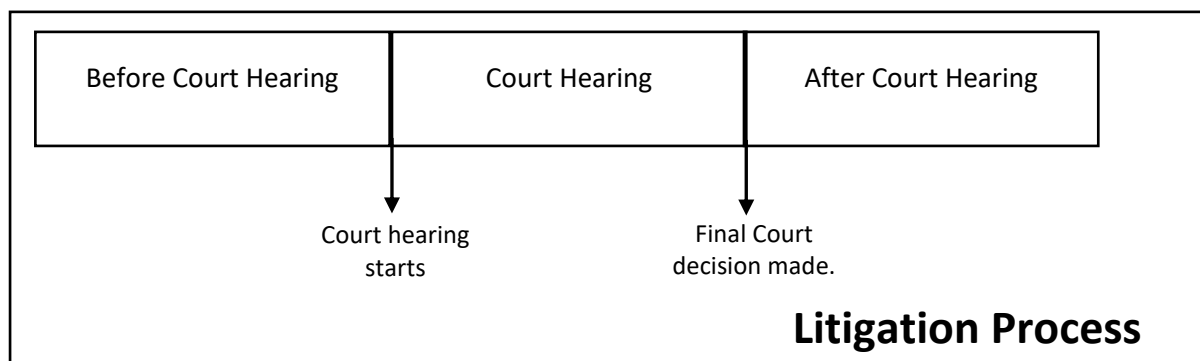 Before Court Hearing
Court Hearing
After Court Hearing
Court hearing
starts
Final Court
decision made.
Litigation Process